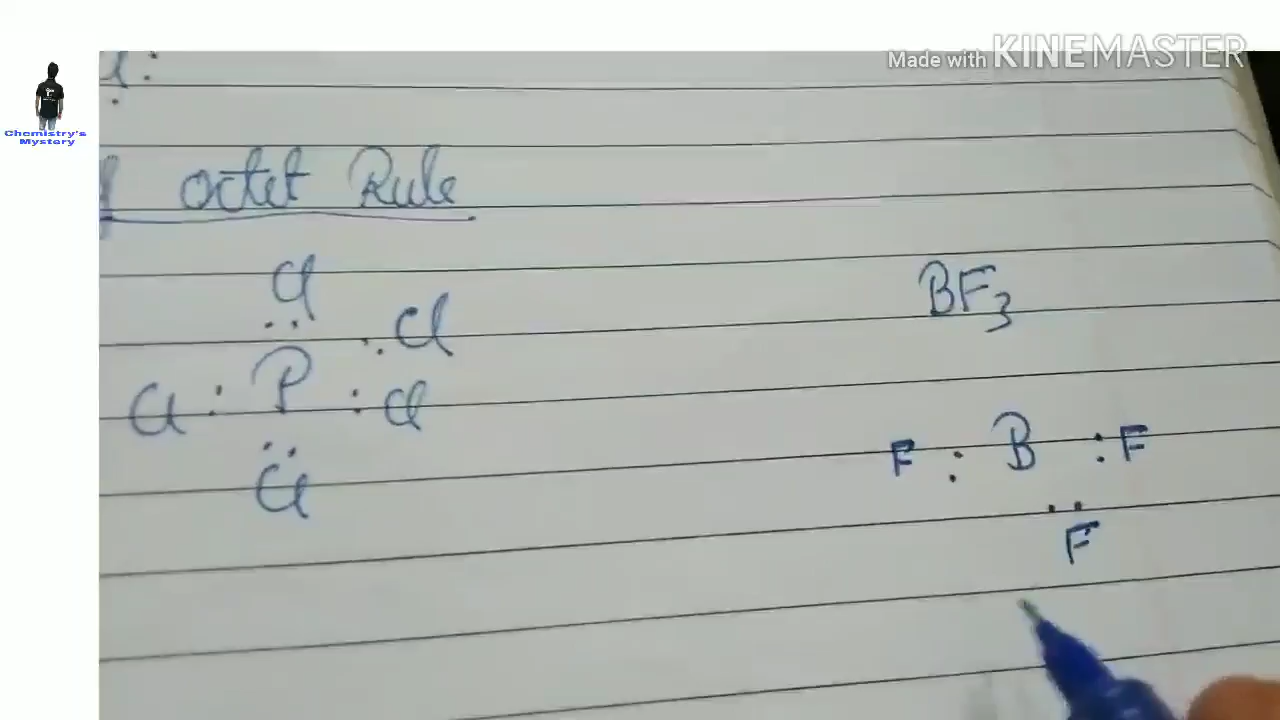 Made with KINEMASTER
Chemistry's
Mystery
octet Rule
Cl
Cl
Cl : P : Cl
Cl
BF3
F : B : F
F